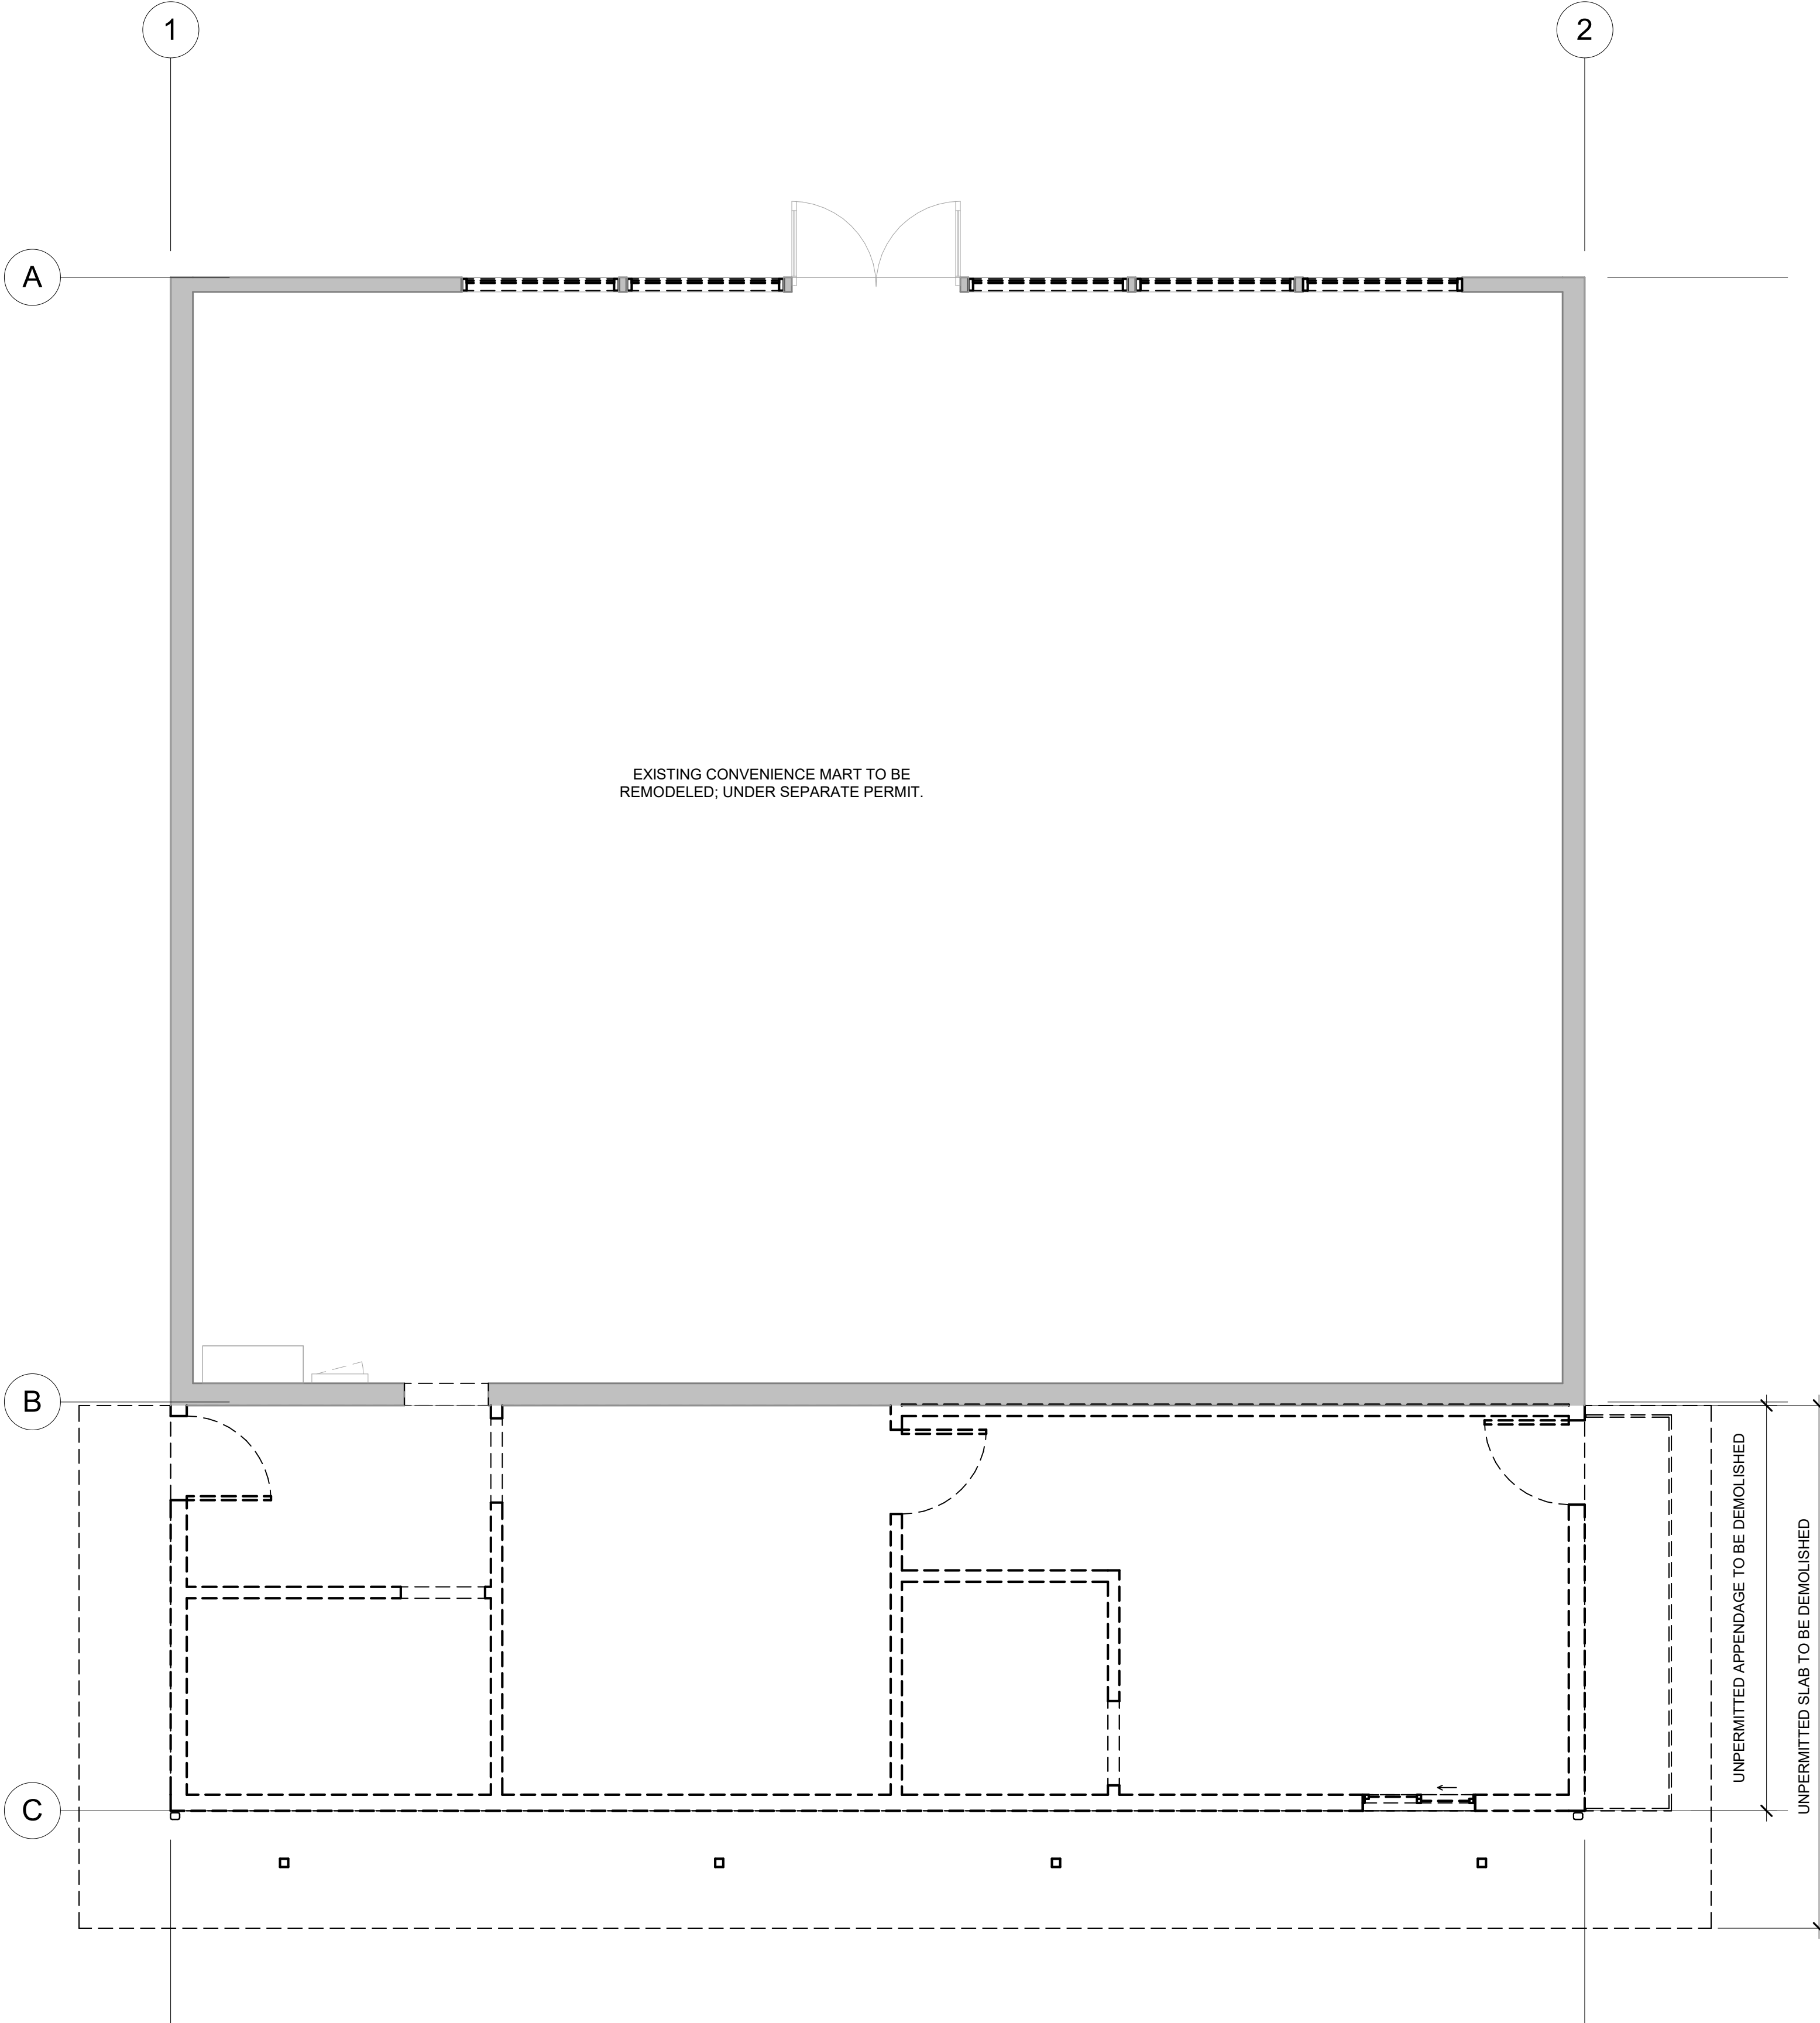 1
2
A
EXISTING CONVENIENCE MART TO BE
REMODELED; UNDER SEPARATE PERMIT.
B
UNPERMITTED APPENDAGE TO BE DEMOLISHED
UNPERMITTED SLAB TO BE DEMOLISHED
C